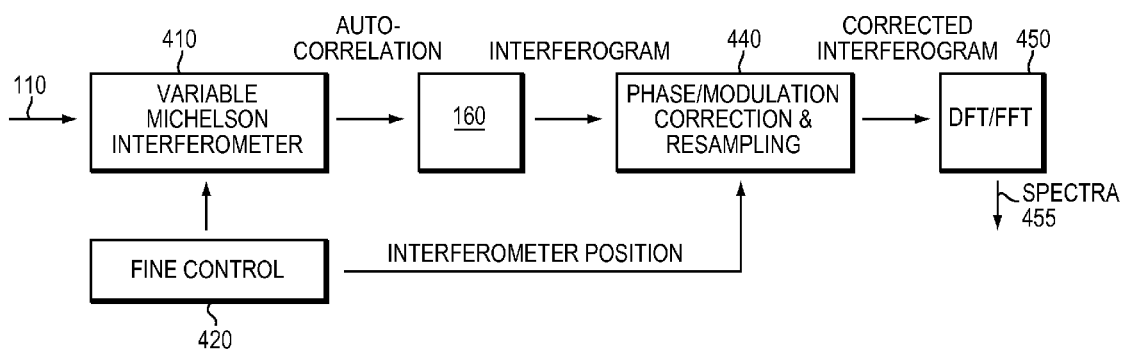 110
410
VARIABLE
MICHELSON
INTERFEROMETER
AUTO-
CORRELATION
160
INTERFEROGRAM
440
PHASE/MODULATION
CORRECTION &
RESAMPLING
CORRECTED
INTERFEROGRAM
450
DFT/FFT
SPECTRA
455
FINE CONTROL
420
INTERFEROMETER POSITION